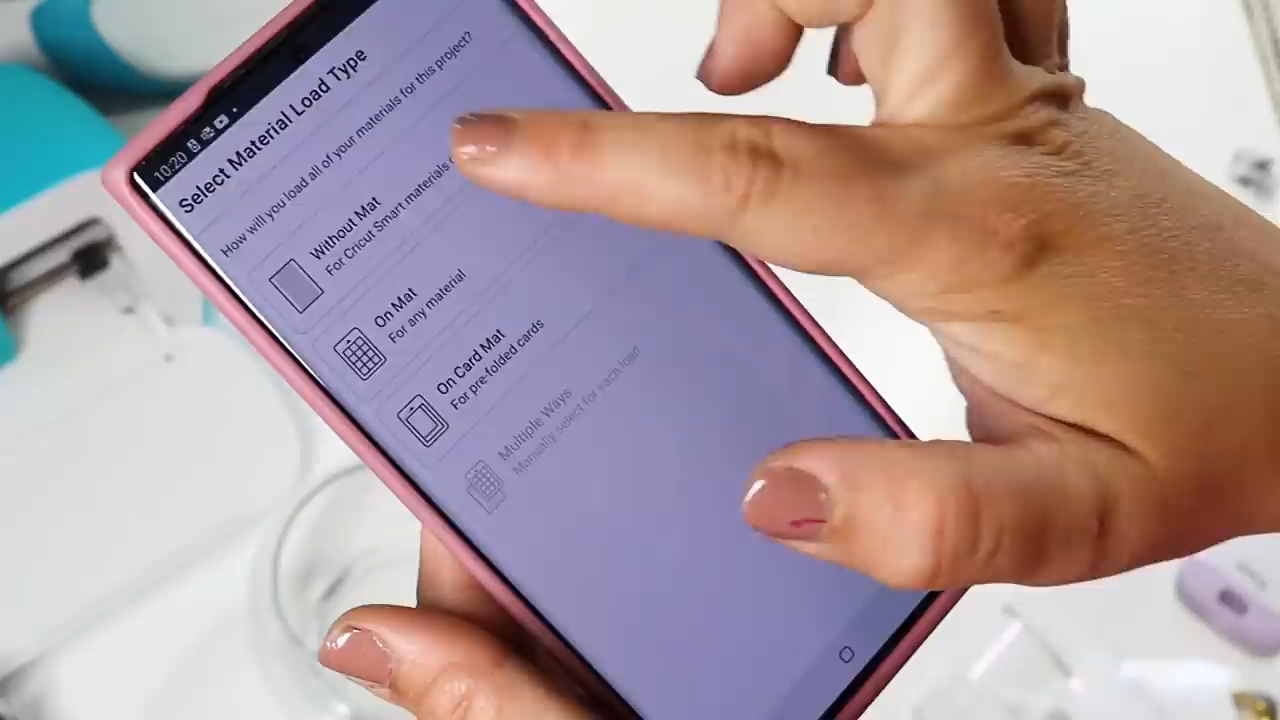 10:20
Select Material Load Type
How will you load all of your materials for this project?
Without Mat
For Cricut Smart materials
On Mat
For any material
On Card Mat
For pre-folded cards
Multiple Ways
Manually select for each load